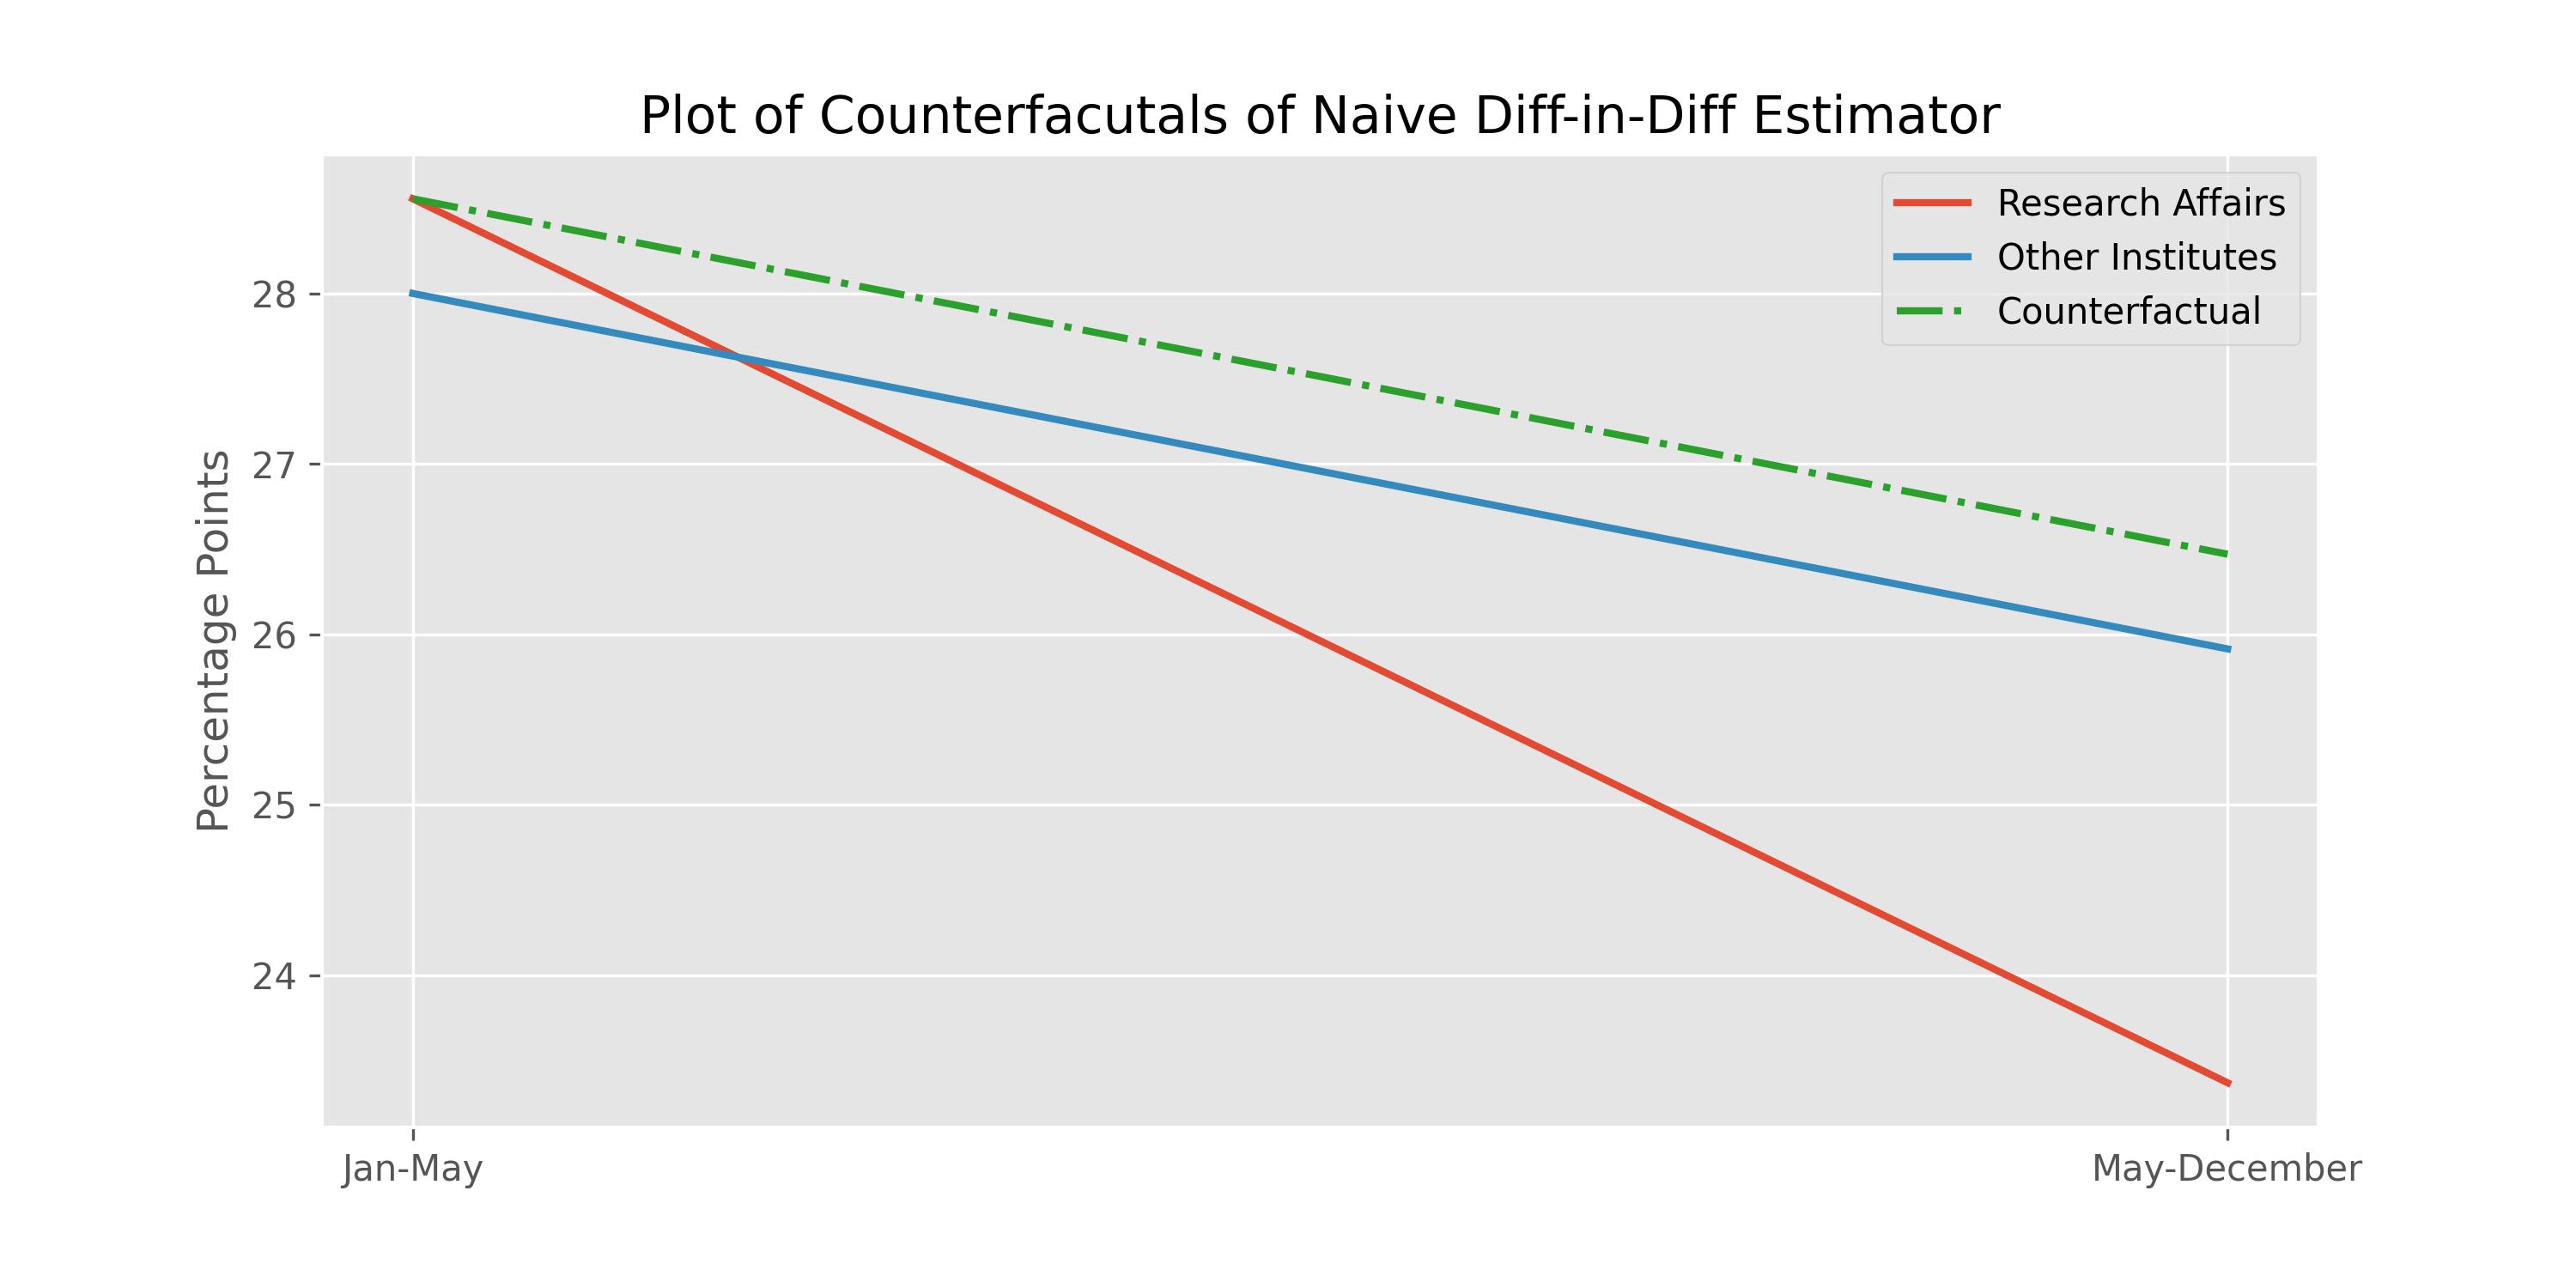 Plot of Counterfacutals of Naive Diff-in-Diff Estimator
Research Affairs
Other Institutes
Counterfactual
Percentage Points
28
27
26
25
24
Jan-May
May-December